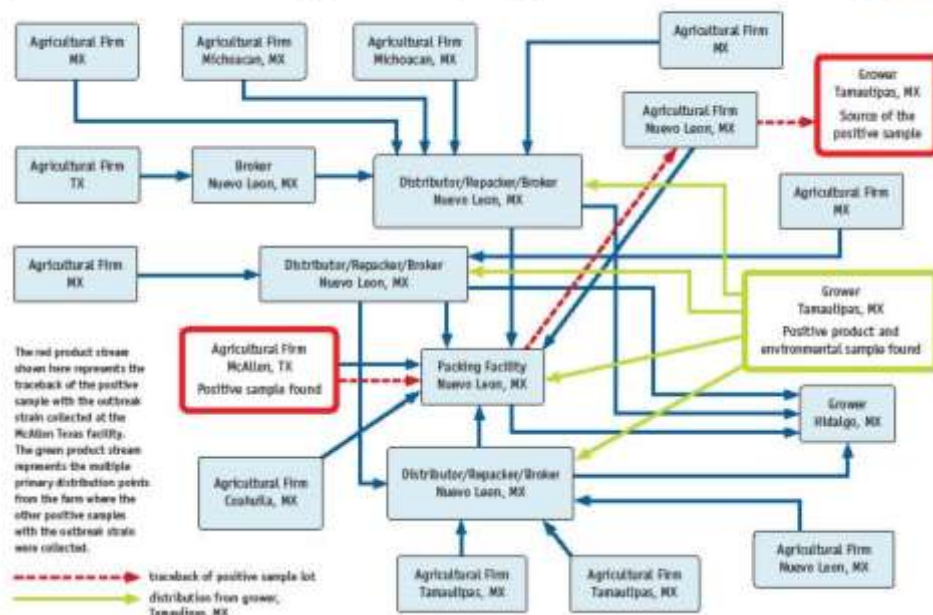 Agricultural Firm
MX
Agricultural Firm
Michoacan, MX
Agricultural Firm
Michoacan, MX
Agricultural Firm
MX
Agricultural Firm
Nuevo Leon, MX
Grower
Tamaulipas, MX
Source of the
positive sample
Agricultural Firm
TX
Broker
Nuevo Leon, MX
Distributor/Repacker/Broker
Nuevo Leon, MX
Agricultural Firm
MX
Agricultural Firm
MX
Distributor/Repacker/Broker
Nuevo Leon, MX
Grower
Tamaulipas, MX
Positive product and
environmental sample found
The red product stream
shown here represents the
traceback of the positive
sample with the outbreak
strain collected at the
McAllen Texas facility.
The green product stream
represents the multiple
primary distribution points
from the farm where the
other positive samples
with the outbreak strain
were collected.
Agricultural Firm
McAllen, TX
Positive sample found
Packing Facility
Nuevo Leon, MX
Grower
Hidalgo, MX
Agricultural Firm
Coahuila, MX
Distributor/Repacker/Broker
Nuevo Leon, MX
Agricultural Firm
Tamaulipas, MX
Agricultural Firm
Tamaulipas, MX
Agricultural Firm
Nuevo Leon, MX
traceback of positive sample lot
distribution from grower,
Tamaulipas, MX